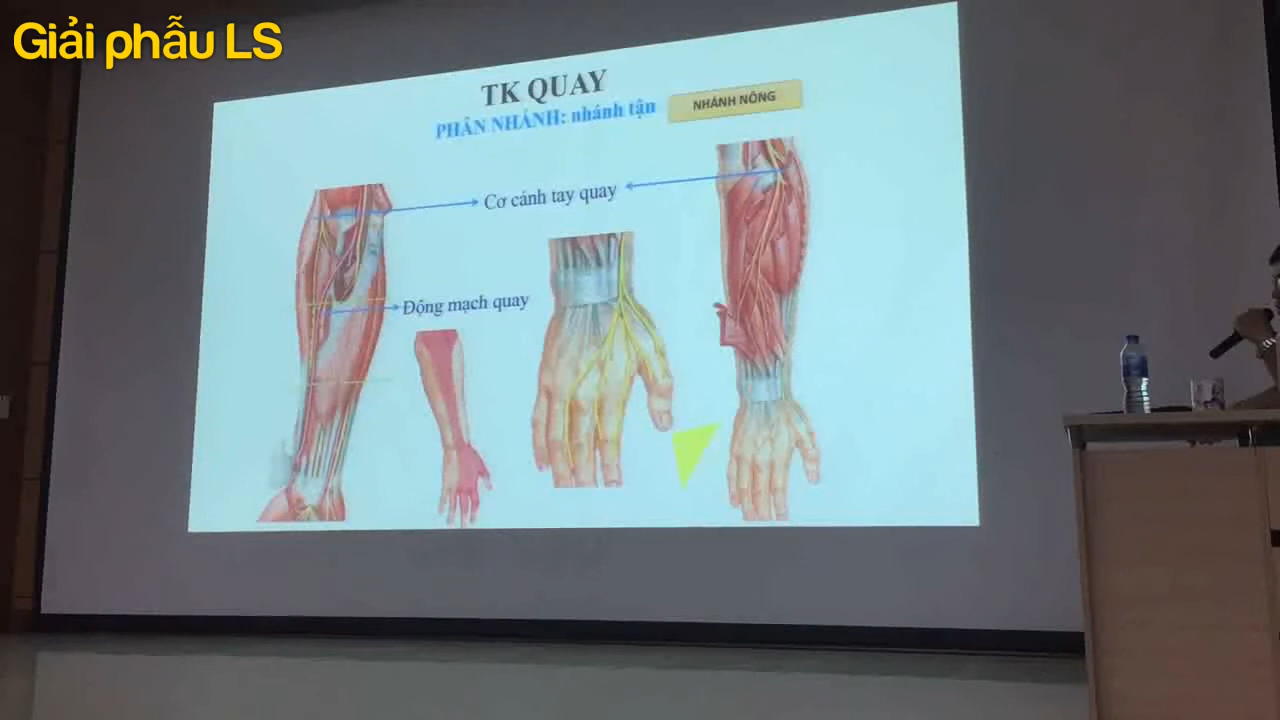 Giải phẫu LS
TK QUAY
PHÂN NHÁNH: nhánh tận
NHÁNH NÔNG
Cơ cánh tay quay
Động mạch quay